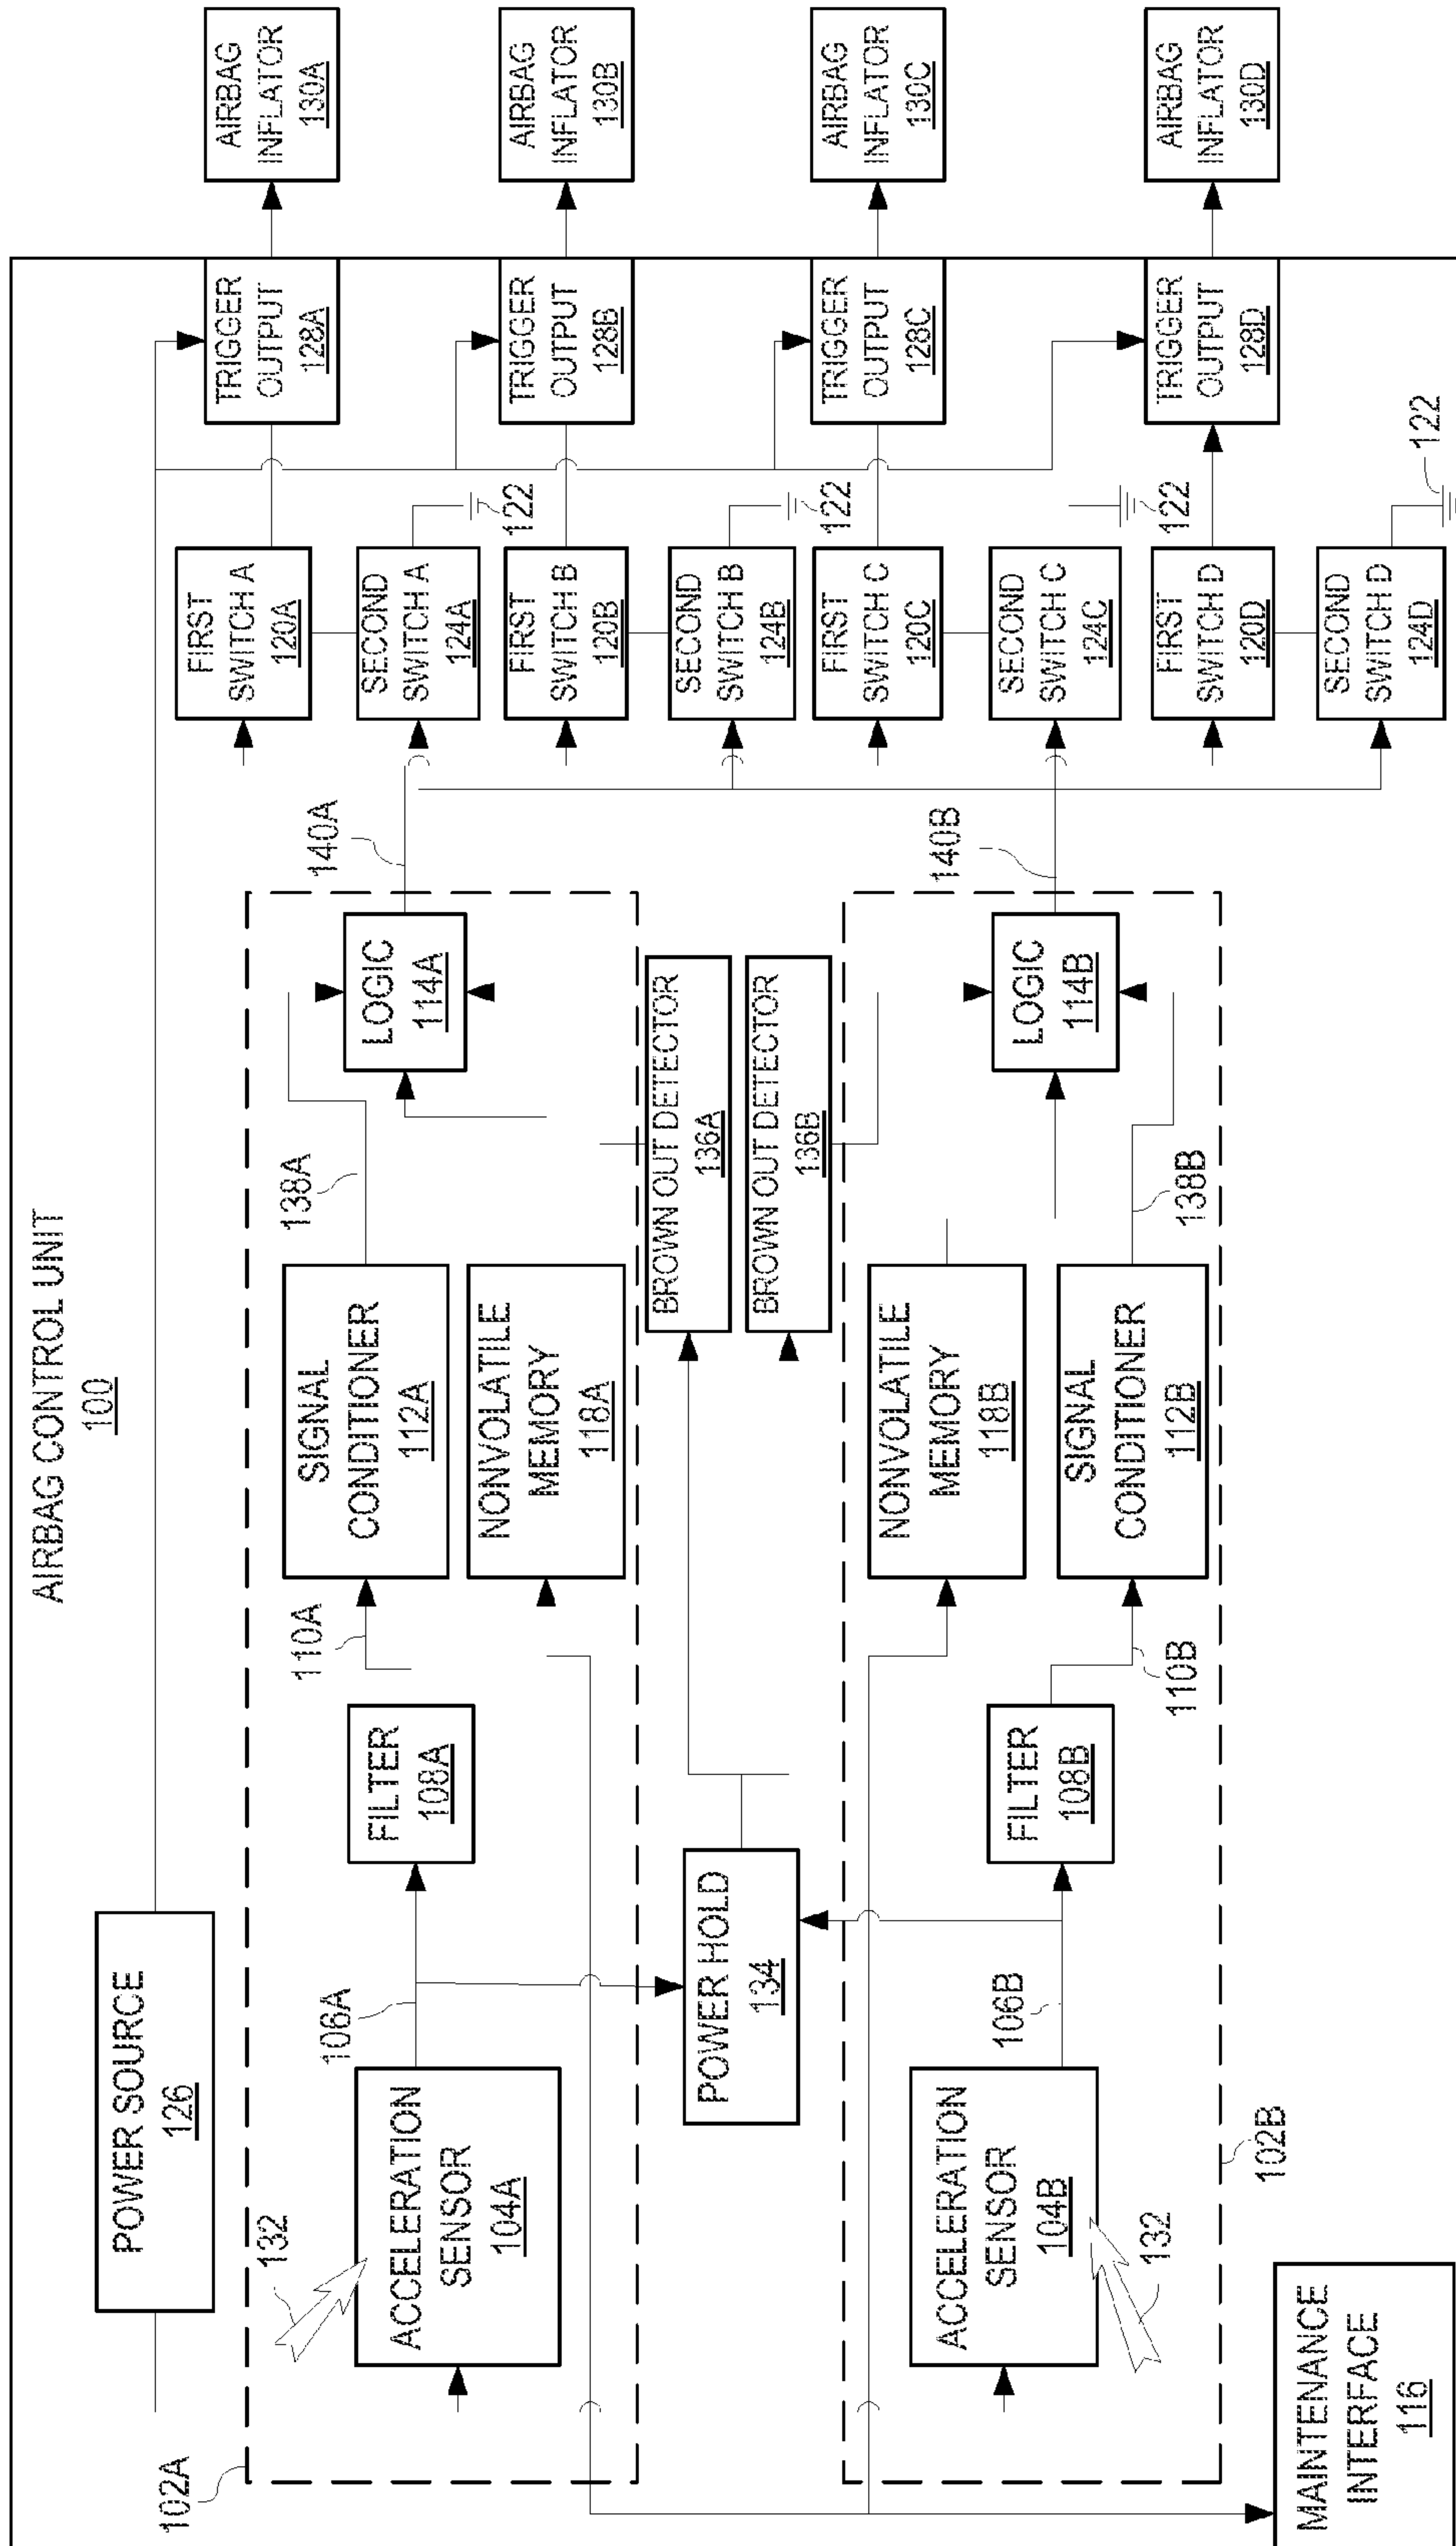 AIRBAG CONTROL UNIT
100
POWER SOURCE
126
102A
132
ACCELERATION
SENSOR
104A
106A
FILTER
108A
110A
SIGNAL
CONDITIONER
112A
138A
NONVOLATILE
MEMORY
118A
LOGIC
114A
140A
POWER HOLD
134
BROWN OUT DETECTOR
136A
BROWN OUT DETECTOR
136B
ACCELERATION
SENSOR
104B
132
102B
106B
FILTER
108B
110B
NONVOLATILE
MEMORY
118B
SIGNAL
CONDITIONER
112B
138B
LOGIC
114B
140B
MAINTENANCE
INTERFACE
116
FIRST
SWITCH A
120A
SECOND
SWITCH A
124A
122
FIRST
SWITCH B
120B
SECOND
SWITCH B
124B
122
FIRST
SWITCH C
120C
SECOND
SWITCH C
124C
122
FIRST
SWITCH D
120D
SECOND
SWITCH D
124D
122
TRIGGER
OUTPUT
128A
TRIGGER
OUTPUT
128B
TRIGGER
OUTPUT
128C
TRIGGER
OUTPUT
128D
AIRBAG
INFLATOR
130A
AIRBAG
INFLATOR
130B
AIRBAG
INFLATOR
130C
AIRBAG
INFLATOR
130D